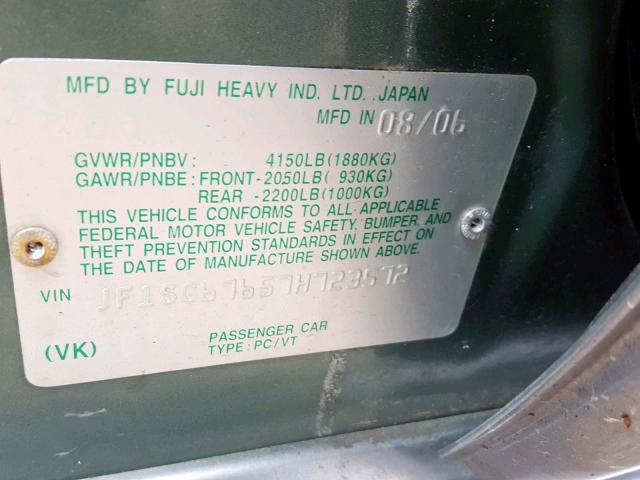 MFD BY FUJI HEAVY IND. LTD. ,JAPAN
MFD IN 08/06
GVWR/PNBV : 4150LB(1880KG)
GAWR/PNBE : FRONT-2050LB( 930KG)
REAR -2200LB(1000KG)
THIS VEHICLE CONFORMS TO ALL APPLICABLE
FEDERAL MOTOR VEHICLE SAFETY, BUMPER, AND
THEFT PREVENTION STANDARDS IN EFFECT ON
THE DATE OF MANUFACTURE SHOWN ABOVE.
VIN JF1SG67657H723572
PASSENGER CAR
(VK) TYPE : PC/VT